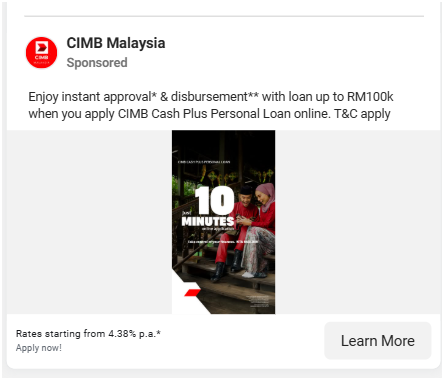 CIMB
CIMB Malaysia
Sponsored
Enjoy instant approval* & disbursement** with loan up to RM100k
when you apply CIMB Cash Plus Personal Loan online. T&C apply
CIMB CASH PLUS PERSONAL LOAN
just 10
MINUTES
online application
Rates starting from 4.38% p.a.*
Apply now!
Learn More